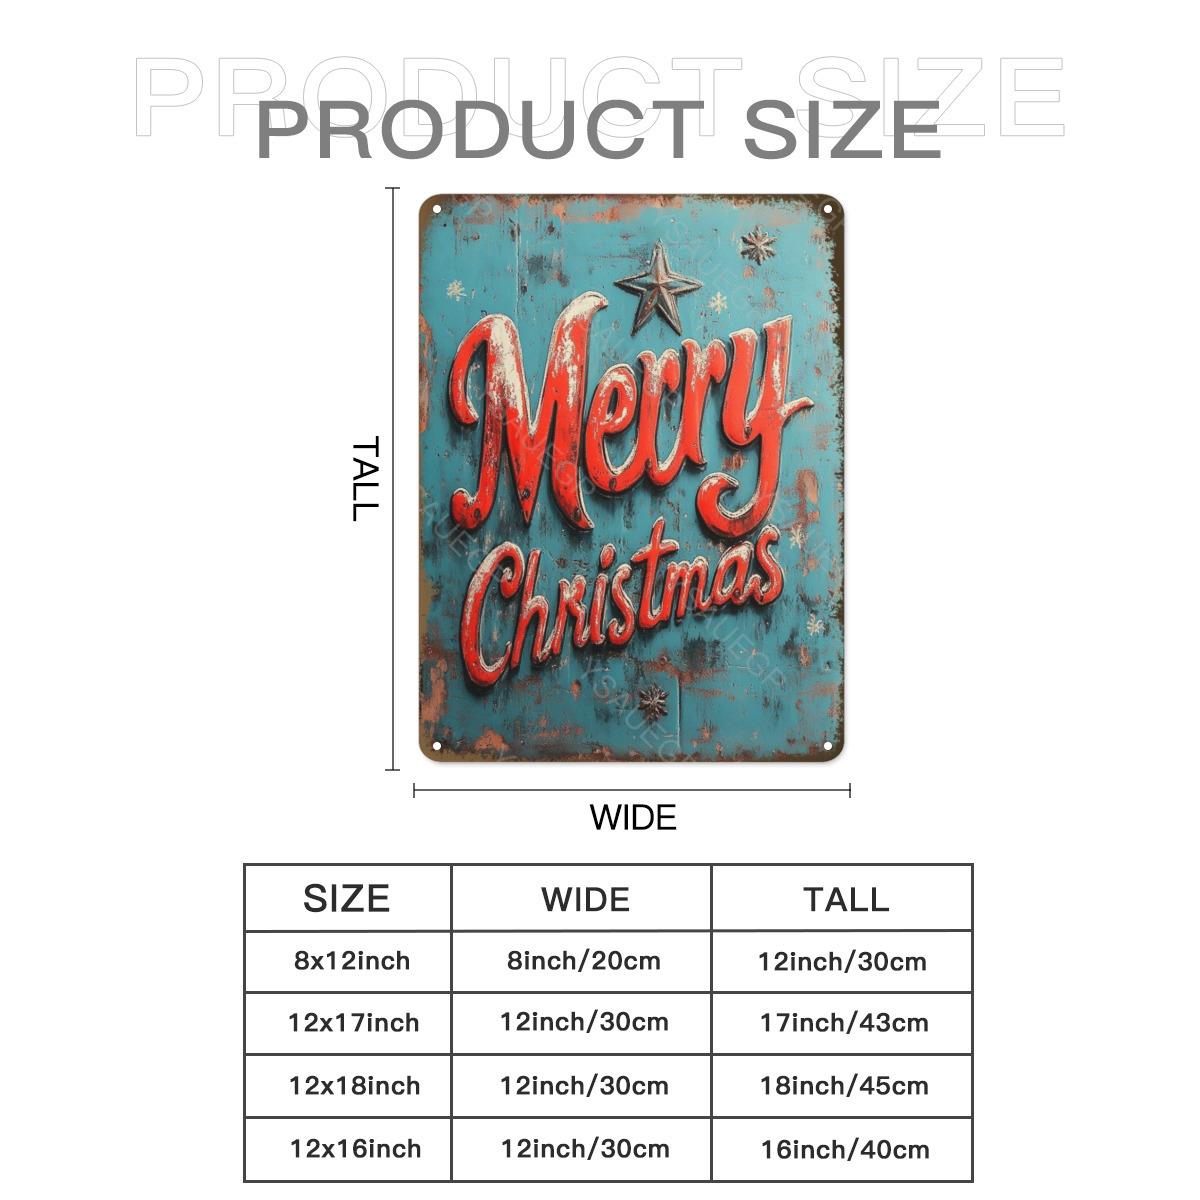 PRODUCT SIZE
PRODUCT SIZE
TALL
Merry
Christmas
YSAUEGP
WIDE
SIZE WIDE TALL
8x12inch 8inch/20cm 12inch/30cm
12x17inch 12inch/30cm 17inch/43cm
12x18inch 12inch/30cm 18inch/45cm
12x16inch 12inch/30cm 16inch/40cm